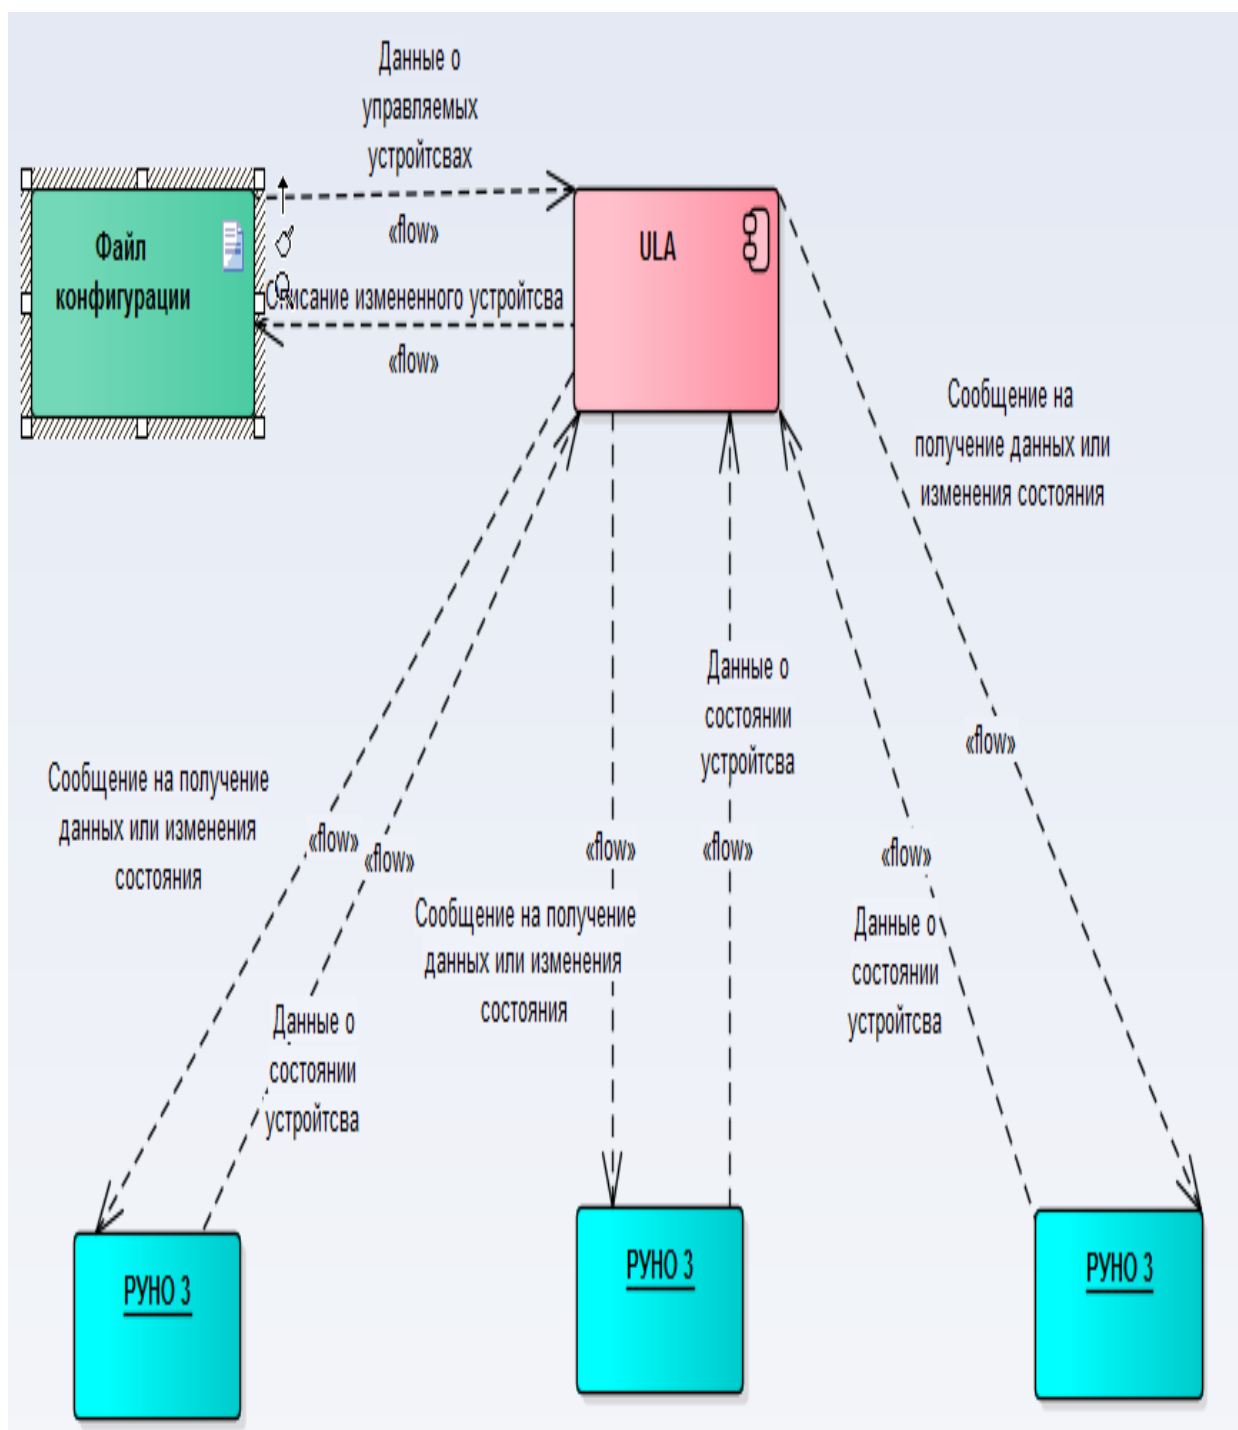 Данные о
управляемых
устройтсвах
«flow»
Файл
конфигурации
ULA
Описание измененного устройтсва
«flow»
Сообщение на
получение данных или
изменения состояния
«flow»
Данные о
состоянии
устройтсва
«flow»
Сообщение на получение
данных или изменения
состояния
«flow»
«flow»
Данные о
состоянии
устройтсва
«flow»
Сообщение на получение
данных или изменения
состояния
«flow»
Данные о
состоянии
устройтсва
РУНО 3
РУНО 3
РУНО 3